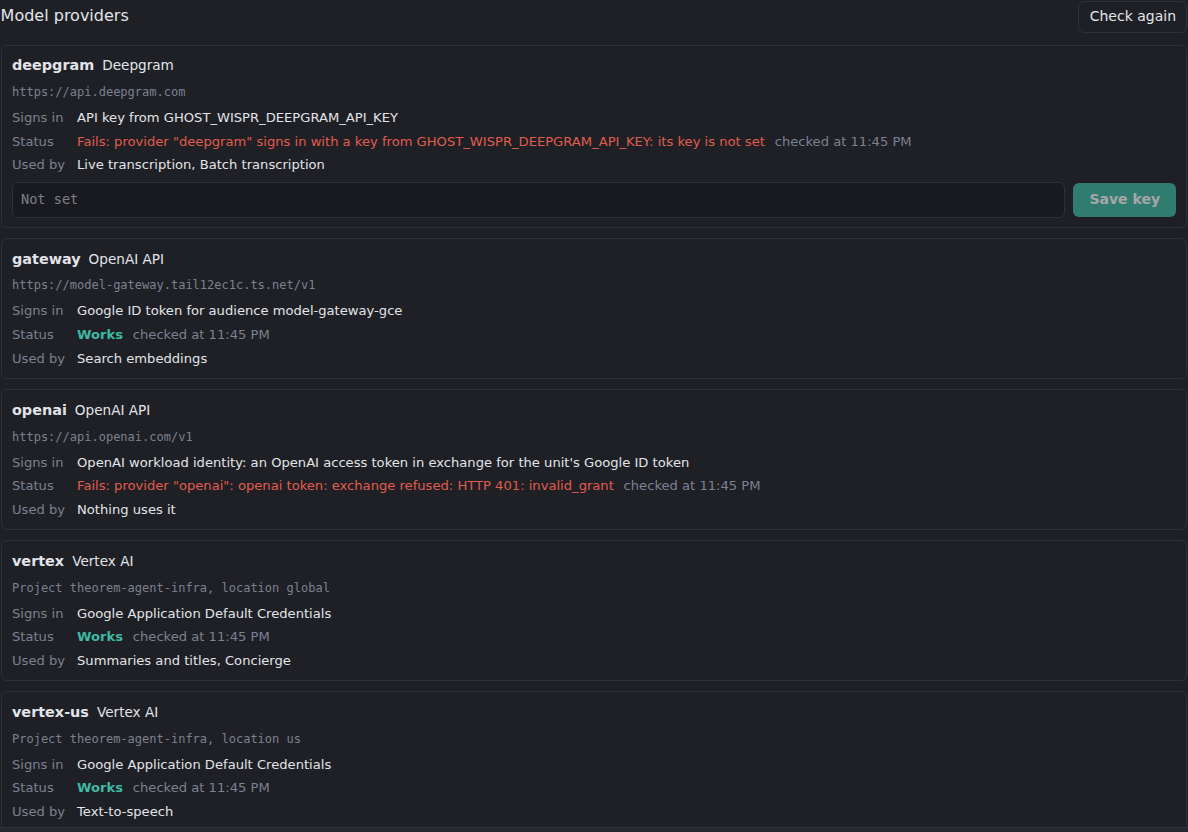 Model providers Check again
deepgram Deepgram
https://api.deepgram.com
Signs in API key from GHOST_WISPR_DEEPGRAM_API_KEY
Status Fails: provider "deepgram" signs in with a key from GHOST_WISPR_DEEPGRAM_API_KEY: its key is not set checked at 11:45 PM
Used by Live transcription, Batch transcription
Not set Save key
gateway OpenAI API
https://model-gateway.tail12ec1c.ts.net/v1
Signs in Google ID token for audience model-gateway-gce
Status Works checked at 11:45 PM
Used by Search embeddings
openai OpenAI API
https://api.openai.com/v1
Signs in OpenAI workload identity: an OpenAI access token in exchange for the unit's Google ID token
Status Fails: provider "openai": openai token: exchange refused: HTTP 401: invalid_grant checked at 11:45 PM
Used by Nothing uses it
vertex Vertex AI
Project theorem-agent-infra, location global
Signs in Google Application Default Credentials
Status Works checked at 11:45 PM
Used by Summaries and titles, Concierge
vertex-us Vertex AI
Project theorem-agent-infra, location us
Signs in Google Application Default Credentials
Status Works checked at 11:45 PM
Used by Text-to-speech